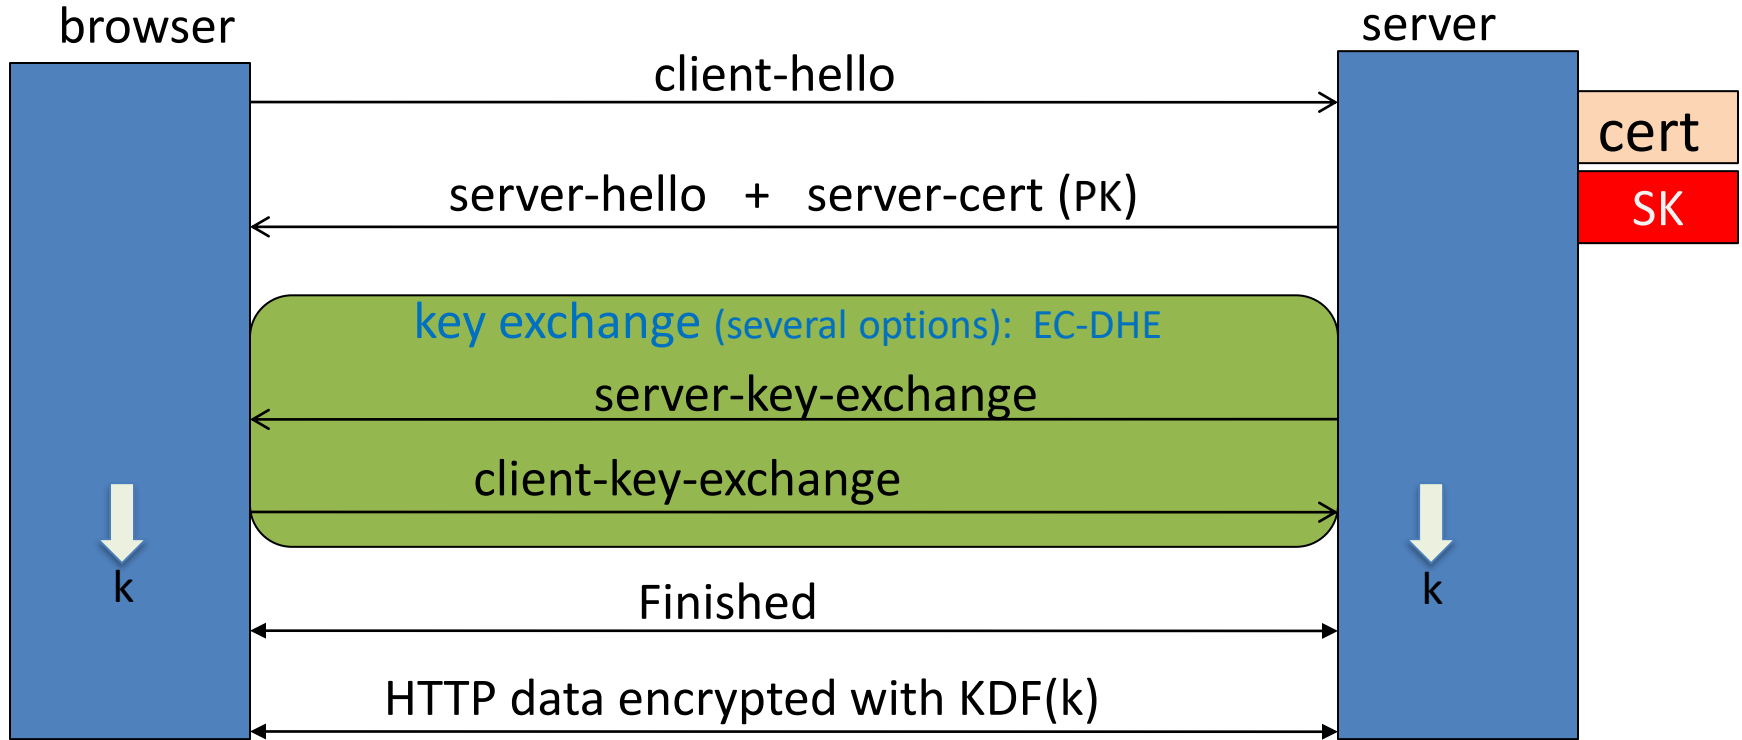 browser
server
client-hello
cert
server-hello + server-cert (PK)
SK
key exchange (several options): EC-DHE
server-key-exchange
client-key-exchange
k
k
Finished
HTTP data encrypted with KDF(k)